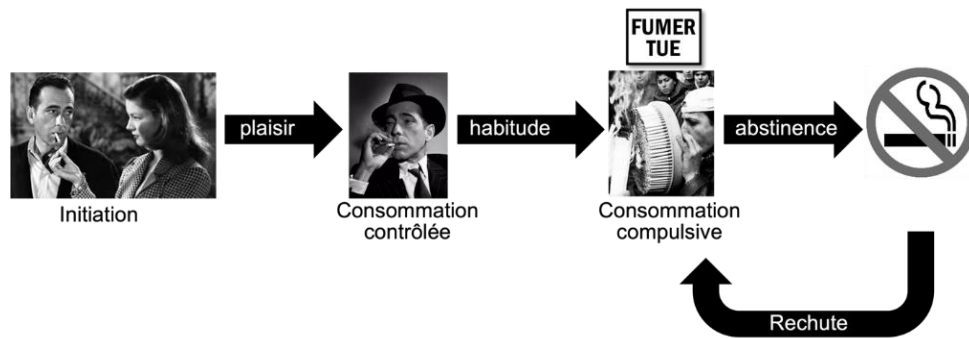 FUMER
TUE
plaisir
habitude
abstinence
Initiation
Consommation
contrôlée
Consommation
compulsive
Rechute